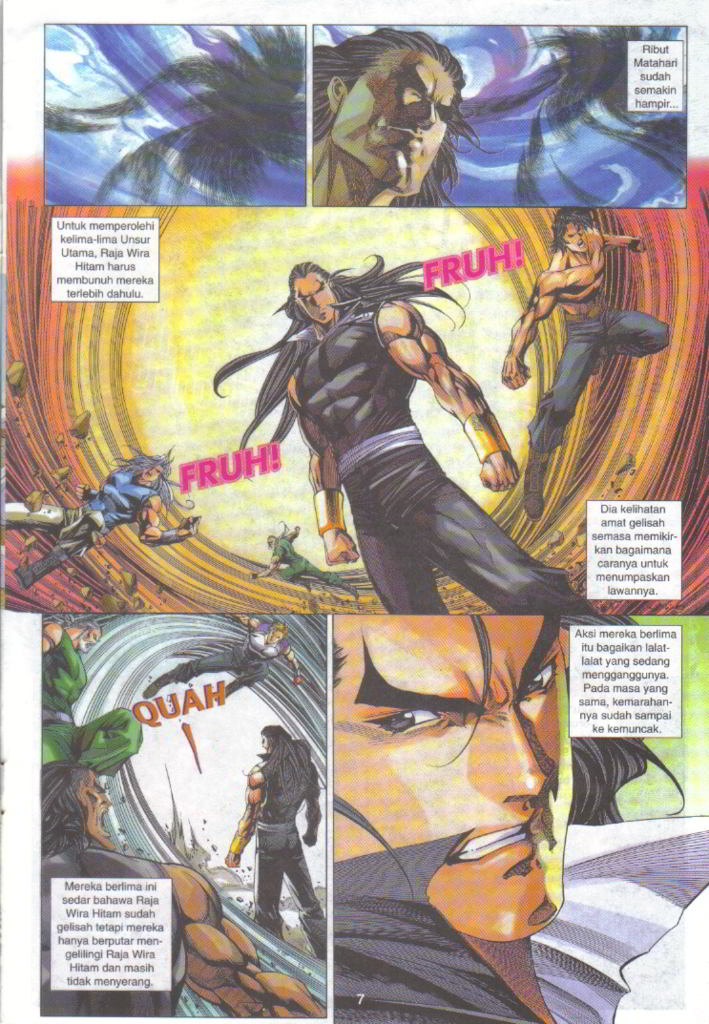 Ribut
Matahari
sudah
semakin
hampir...
Untuk memperolehi
kelima-lima Unsur
Utama, Raja Wira
Hitam harus
membunuh mereka
terlebih dahulu.
FRUH!
FRUH!
Dia kelihatan
amat gelisah
semasa memikir-
kan bagaimana
caranya untuk
menumpaskan
lawannya.
QUAH
Aksi mereka berlima
itu bagaikan lalat-
lalat yang sedang
mengganggunya.
Pada masa yang
sama, kemarahan-
nya sudah sampai
ke kemuncak.
Mereka berlima ini
sedar bahawa Raja
Wira Hitam sudah
gelisah tetapi mereka
hanya berputar men-
gelilingi Raja Wira
Hitam dan masih
tidak menyerang.
7